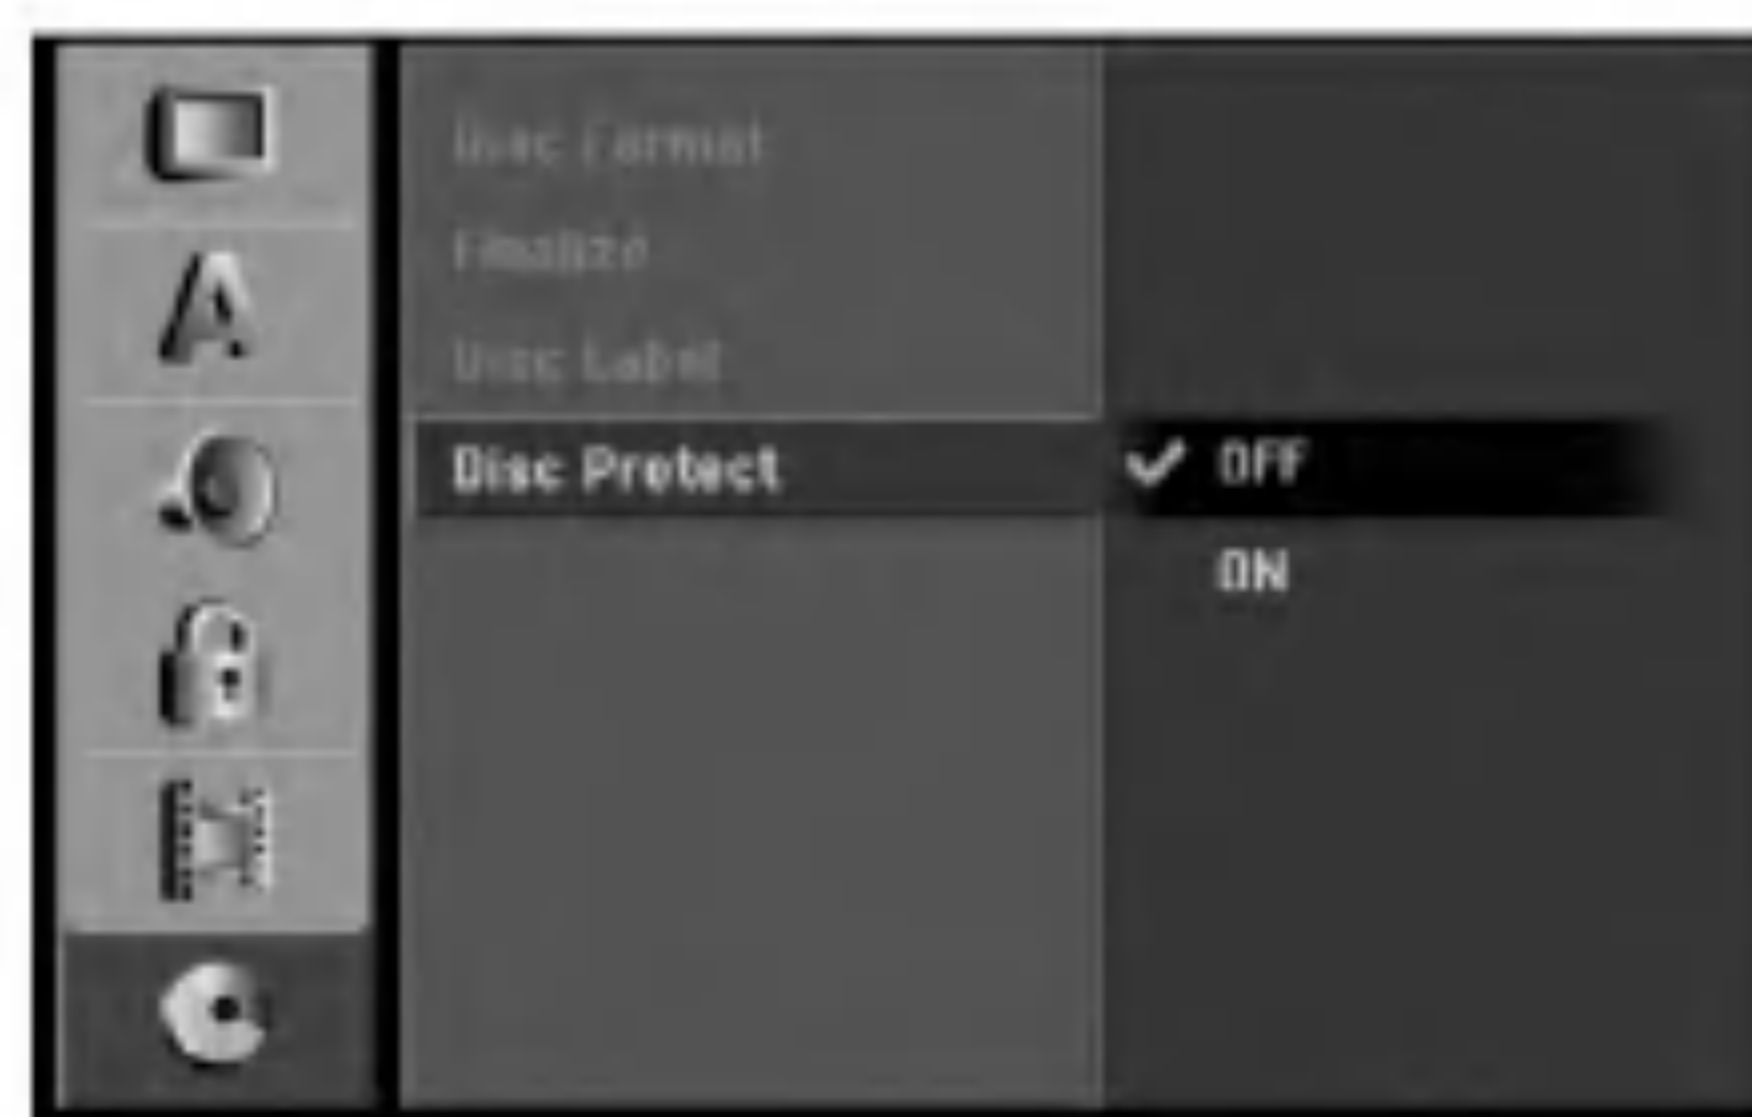 Disc Format
Finalize
Disc Label
Disc Protect
OFF
ON